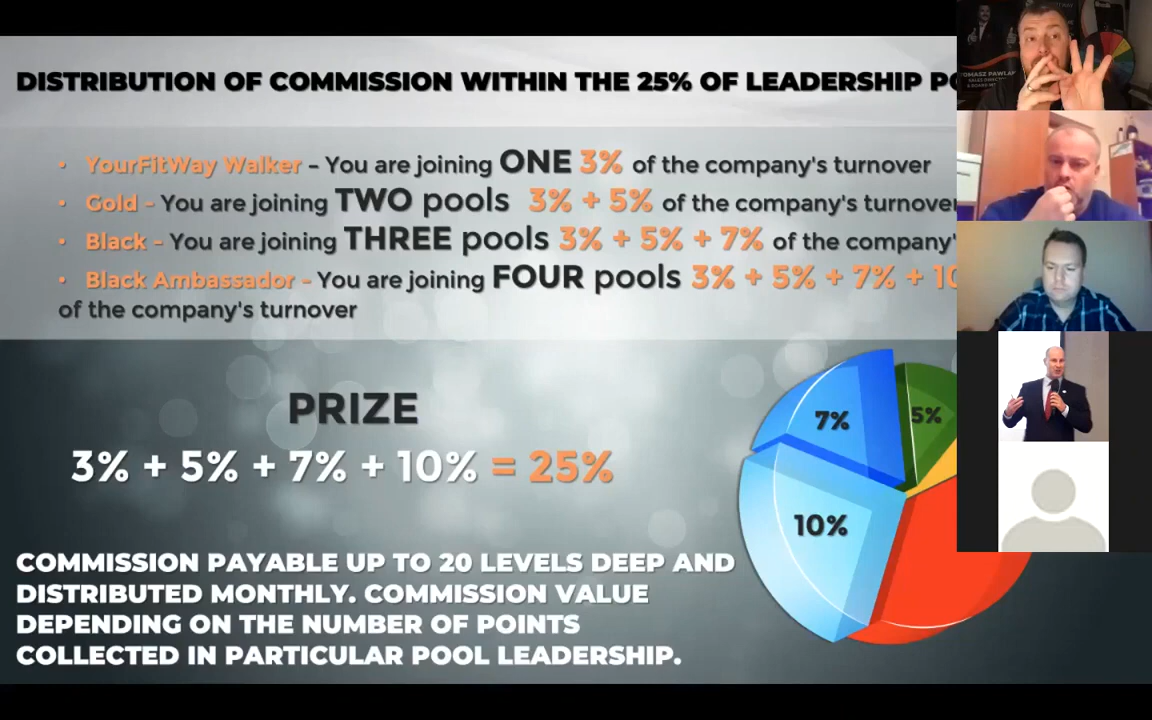 DISTRIBUTION OF COMMISSION WITHIN THE 25% OF LEADERSHIP
• YourFitWay Walker – You are joining ONE 3% of the company's turnover
• Gold – You are joining TWO pools 3% + 5% of the company's turnover
• Black – You are joining THREE pools 3% + 5% + 7% of the company'
• Black Ambassador – You are joining FOUR pools 3% + 5% + 7% + 10
of the company's turnover
PRIZE
3% + 5% + 7% + 10% = 25%
7%
5%
10%
COMMISSION PAYABLE UP TO 20 LEVELS DEEP AND
DISTRIBUTED MONTHLY. COMMISSION VALUE
DEPENDING ON THE NUMBER OF POINTS
COLLECTED IN PARTICULAR POOL LEADERSHIP.
TOMASZ PAWLA